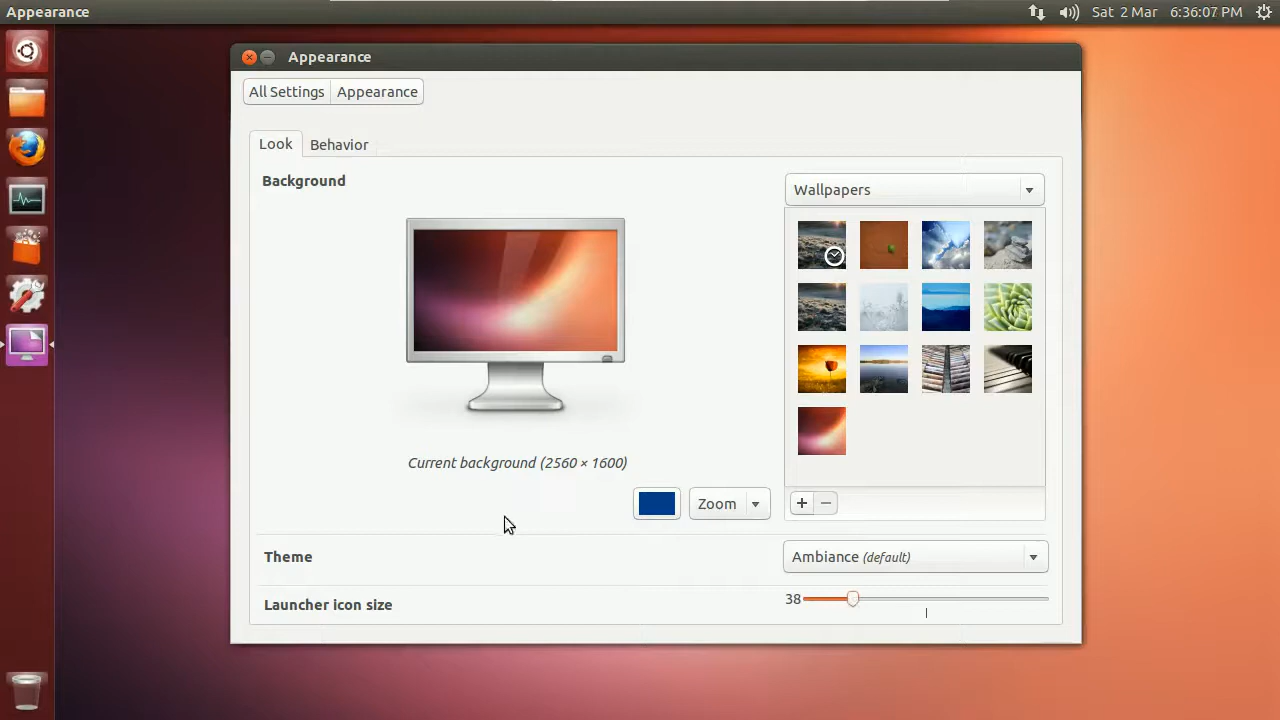 Appearance
Sat 2 Mar 6:36:07 PM
Appearance
All Settings Appearance
Look Behavior
Background
Wallpapers
Current background (2560 × 1600)
Zoom
+ −
Theme
Ambiance (default)
Launcher icon size
38